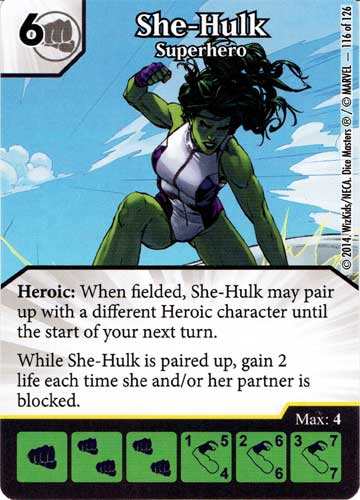 6
She-Hulk
Superhero
© 2014 WizKids/NECA. Dice Masters ® / © MARVEL — 116 of 126
Heroic: When fielded, She-Hulk may pair
up with a different Heroic character until
the start of your next turn.
While She-Hulk is paired up, gain 2
life each time she and/or her partner is
blocked.
Max: 4
1 5 4
2 6 6
3 7 7